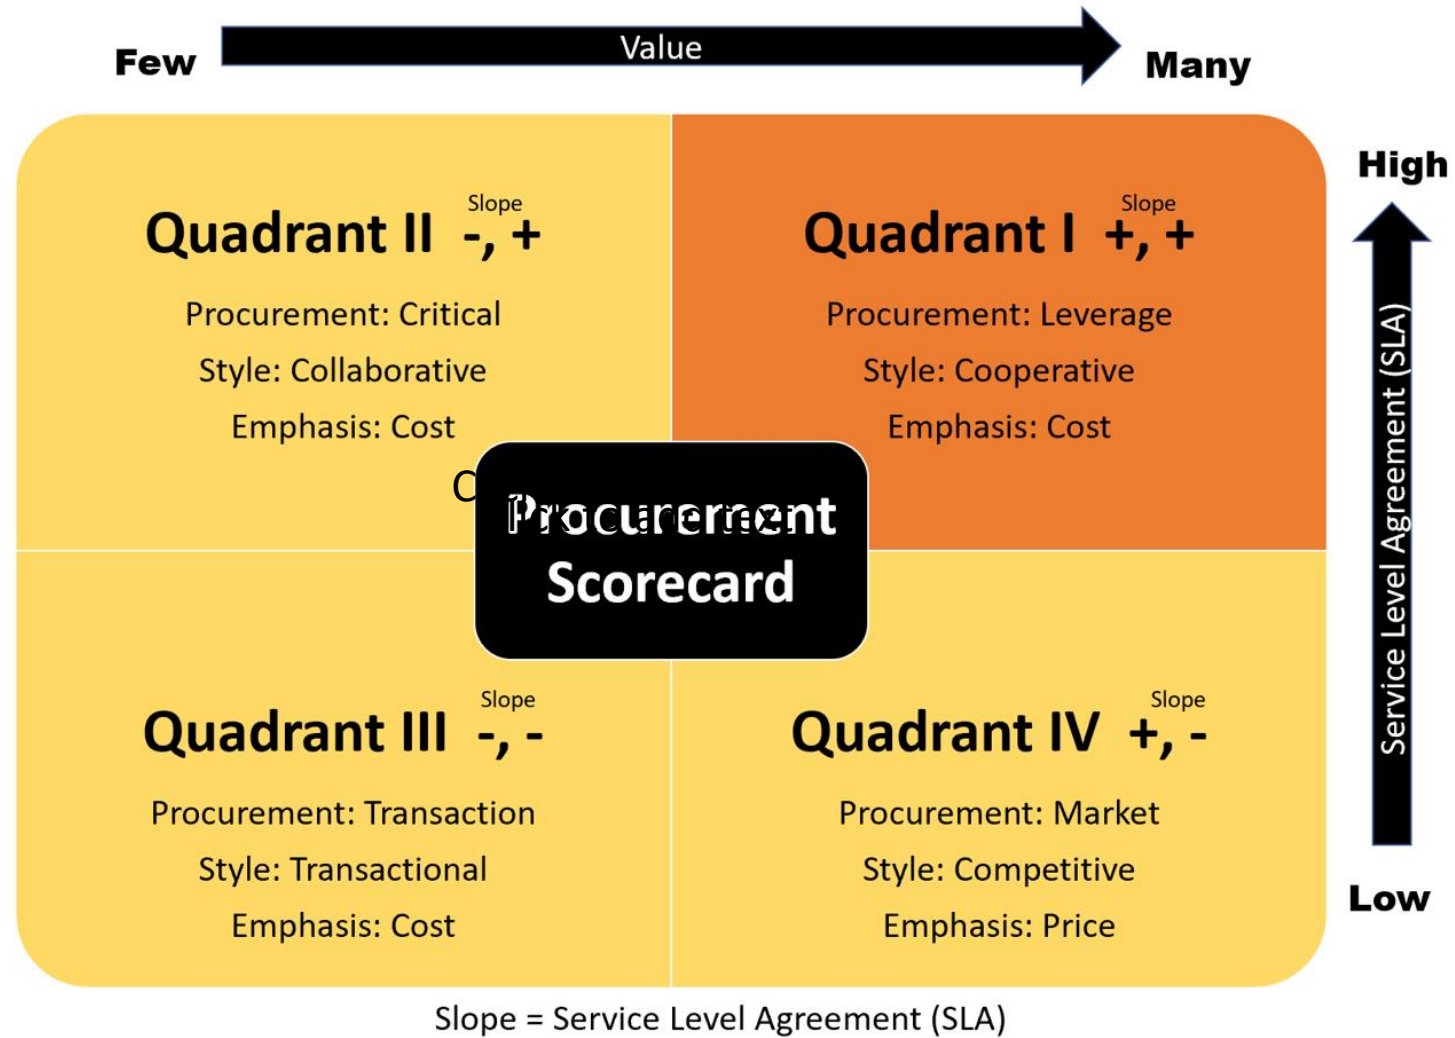 Value
Few
Many
High
Slope
Quadrant II -, +
Procurement: Critical
Style: Collaborative
Emphasis: Cost
Slope
Quadrant I +, +
Procurement: Leverage
Style: Cooperative
Emphasis: Cost
Service Level Agreement (SLA)
Procurement
Scorecard
Slope
Quadrant III -, -
Procurement: Transaction
Style: Transactional
Emphasis: Cost
Slope
Quadrant IV +, -
Procurement: Market
Style: Competitive
Emphasis: Price
Low
Slope = Service Level Agreement (SLA)